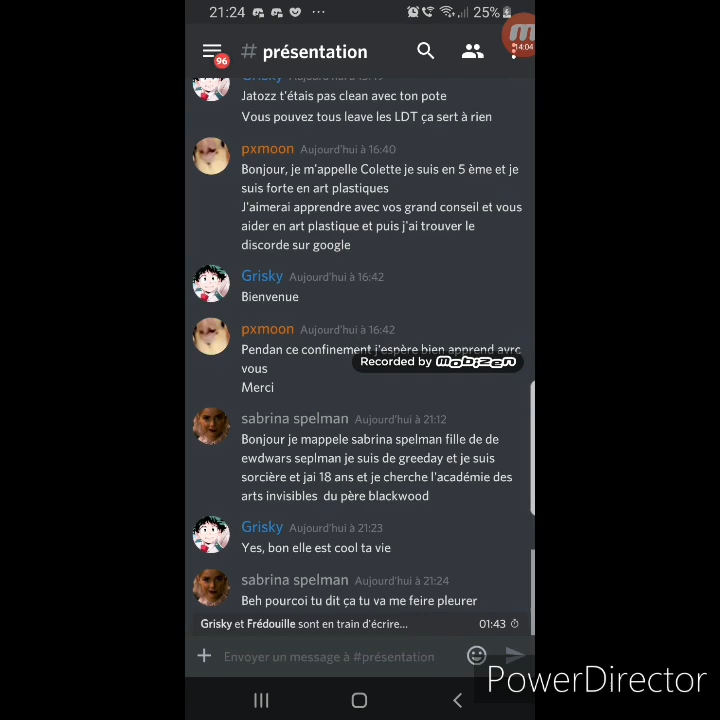 21:24
25%
14:04
96
# présentation
Grisky Aujourd'hui à
Jatozz t'étais pas clean avec ton pote
Vous pouvez tous leave les LDT ça sert à rien
pxmoon Aujourd'hui à 16:40
Bonjour, je m'appelle Colette je suis en 5 ème et je
suis forte en art plastiques
J'aimerai apprendre avec vos grand conseil et vous
aider en art plastique et puis j'ai trouver le
discorde sur google
Grisky Aujourd'hui à 16:42
Bienvenue
pxmoon Aujourd'hui à 16:42
Pendan ce confinement j'espère bien apprend avrc
Recorded by mobizen
vous
Merci
sabrina spelman Aujourd'hui à 21:12
Bonjour je mappele sabrina spelman fille de de
ewdwars seplman je suis de greeday et je suis
sorcière et jai 18 ans et je cherche l'académie des
arts invisibles du père blackwood
Grisky Aujourd'hui à 21:23
Yes, bon elle est cool ta vie
sabrina spelman Aujourd'hui à 21:24
Beh pourcoi tu dit ça tu va me feire pleurer
Grisky et Frédouille sont en train d'écrire... 01:43
Envoyer un message à #présentation
PowerDirector